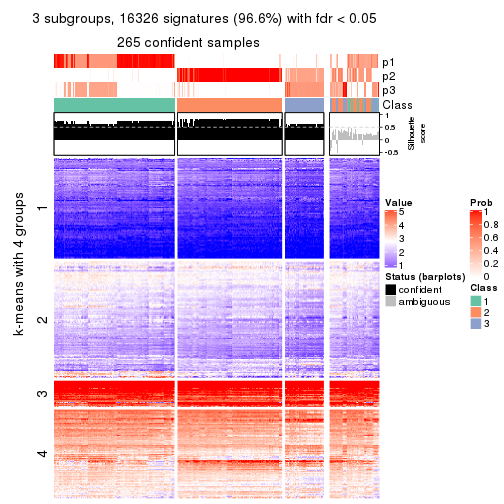 3 subgroups, 16326 signatures (96.6%) with fdr < 0.05
265 confident samples
p1
p2
p3
Class
1
0.5
0
-0.5
Silhouette
score
k-means with 4 groups
1
2
3
4
Value
5
4
3
2
1
Status (barplots)
confident
ambiguous
Prob
1
0.8
0.6
0.4
0.2
0
Class
1
2
3